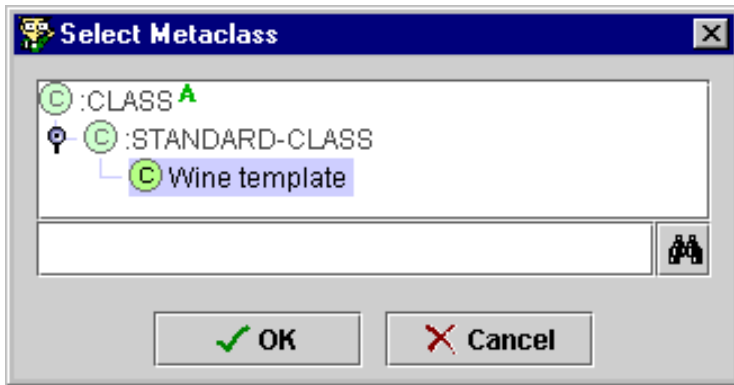 Select Metaclass
C :CLASS A
C :STANDARD-CLASS
C Wine template
OK
Cancel